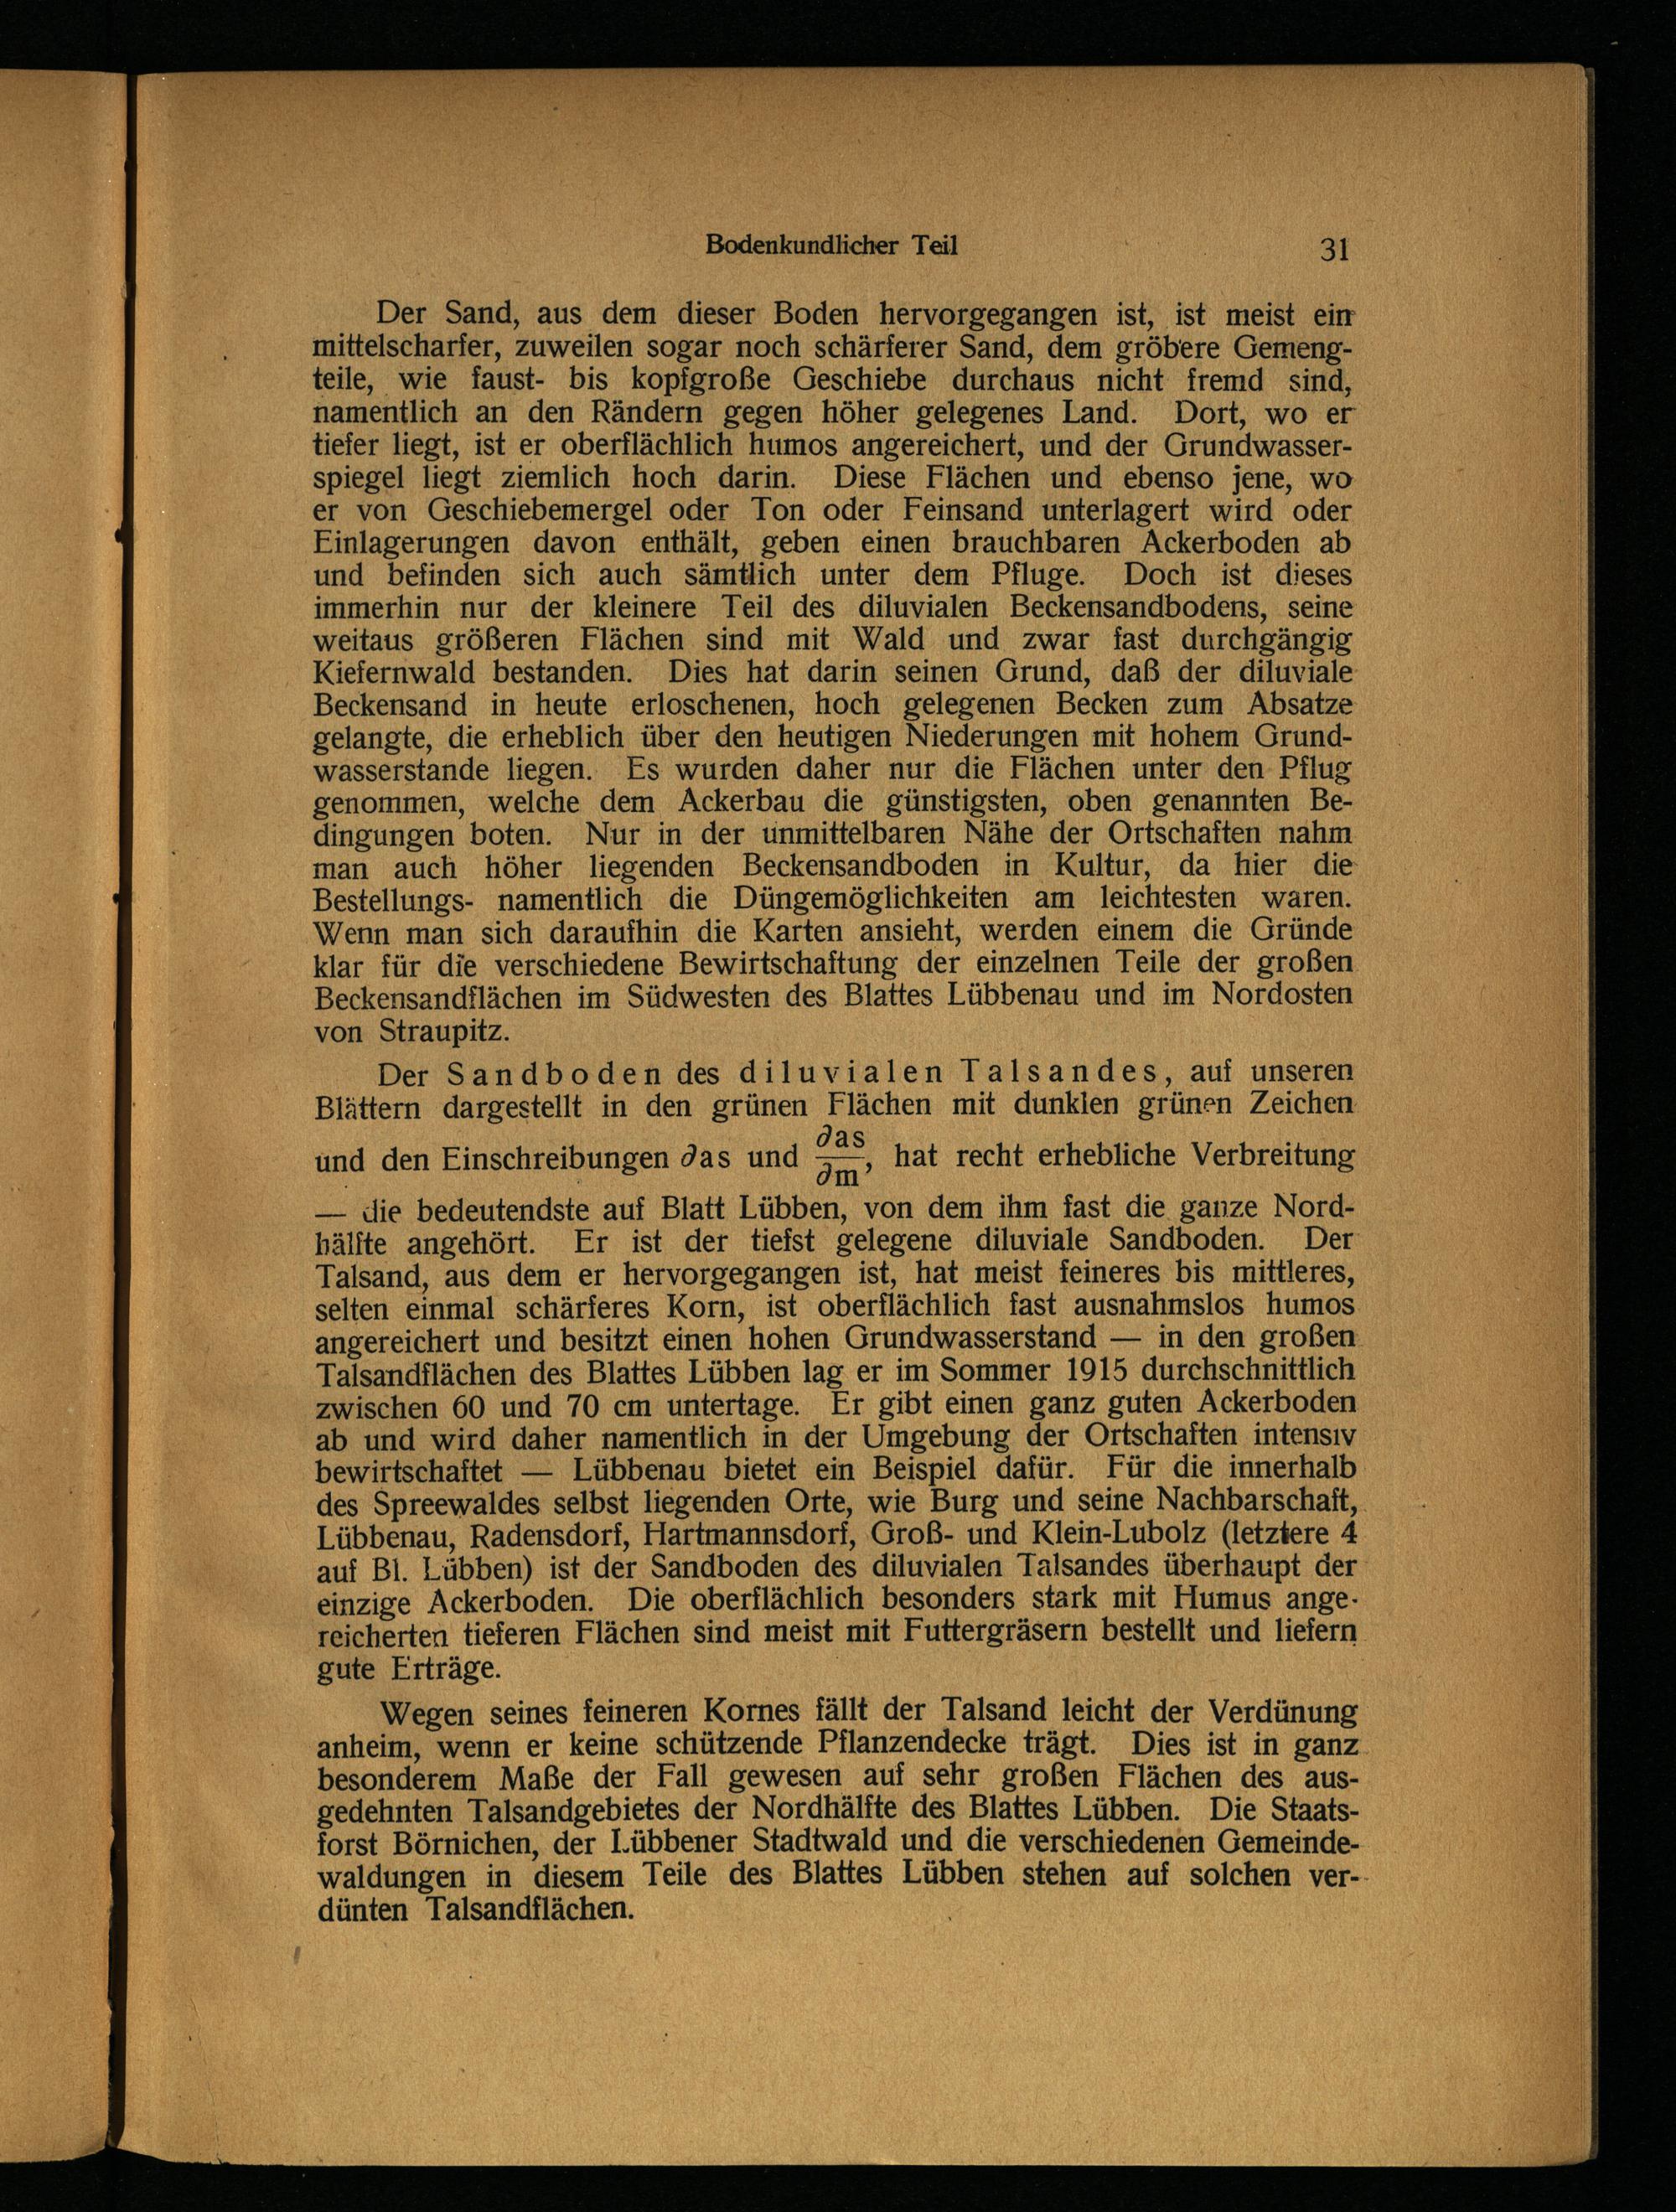 Bodenkundlicher Teil 31
Der Sand, aus dem dieser Boden hervorgegangen ist, ist meist ein
mittelscharfer, zuweilen sogar noch schärferer Sand, dem gröbere Gemeng-
teile, wie faust- bis kopfgroße Geschiebe durchaus nicht fremd sind,
namentlich an den Rändern gegen höher gelegenes Land. Dort, wo er
tiefer liegt, ist er oberflächlich humos angereichert, und der Grundwasser-
spiegel liegt ziemlich hoch darin. Diese Flächen und ebenso jene, wo
er von Geschiebemergel oder Ton oder Feinsand unterlagert wird oder
Einlagerungen davon enthält, geben einen brauchbaren Ackerboden ab
und befinden sich auch sämtlich unter dem Pfluge. Doch ist dieses
immerhin nur der kleinere Teil des diluvialen Beckensandbodens, seine
weitaus größeren Flächen sind mit Wald und zwar fast durchgängig
Kiefernwald bestanden. Dies hat darin seinen Grund, daß der diluviale
Beckensand in heute erloschenen, hoch gelegenen Becken zum Absatze
gelangte, die erheblich über den heutigen Niederungen mit hohem Grund-
wasserstande liegen. Es wurden daher nur die Flächen unter den Pflug
genommen, welche dem Ackerbau die günstigsten, oben genannten Be-
dingungen boten. Nur in der unmittelbaren Nähe der Ortschaften nahm
man auch höher liegenden Beckensandboden in Kultur, da hier die
Bestellungs- namentlich die Düngemöglichkeiten am leichtesten waren.
Wenn man sich daraufhin die Karten ansieht, werden einem die Gründe
klar für die verschiedene Bewirtschaftung der einzelnen Teile der großen
Beckensandflächen im Südwesten des Blattes Lübbenau und im Nordosten
von Straupitz.
Der Sandboden des diluvialen Talsandes, auf unseren
Blättern dargestellt in den grünen Flächen mit dunklen grünen Zeichen
und den Einschreibungen ∂as und ∂as/∂m, hat recht erhebliche Verbreitung
— die bedeutendste auf Blatt Lübben, von dem ihm fast die ganze Nord-
hälfte angehört. Er ist der tiefst gelegene diluviale Sandboden. Der
Talsand, aus dem er hervorgegangen ist, hat meist feineres bis mittleres,
selten einmal schärferes Korn, ist oberflächlich fast ausnahmslos humos
angereichert und besitzt einen hohen Grundwasserstand — in den großen
Talsandflächen des Blattes Lübben lag er im Sommer 1915 durchschnittlich
zwischen 60 und 70 cm untertage. Er gibt einen ganz guten Ackerboden
ab und wird daher namentlich in der Umgebung der Ortschaften intensiv
bewirtschaftet — Lübbenau bietet ein Beispiel dafür. Für die innerhalb
des Spreewaldes selbst liegenden Orte, wie Burg und seine Nachbarschaft,
Lübbenau, Radensdorf, Hartmannsdorf, Groß- und Klein-Lubolz (letztere 4
auf Bl. Lübben) ist der Sandboden des diluvialen Talsandes überhaupt der
einzige Ackerboden. Die oberflächlich besonders stark mit Humus ange-
reicherten tieferen Flächen sind meist mit Futtergräsern bestellt und liefern
gute Erträge.
Wegen seines feineren Kornes fällt der Talsand leicht der Verdünung
anheim, wenn er keine schützende Pflanzendecke trägt. Dies ist in ganz
besonderem Maße der Fall gewesen auf sehr großen Flächen des aus-
gedehnten Talsandgebietes der Nordhälfte des Blattes Lübben. Die Staats-
forst Börnichen, der Lübbener Stadtwald und die verschiedenen Gemeinde-
waldungen in diesem Teile des Blattes Lübben stehen auf solchen ver-
dünten Talsandflächen.